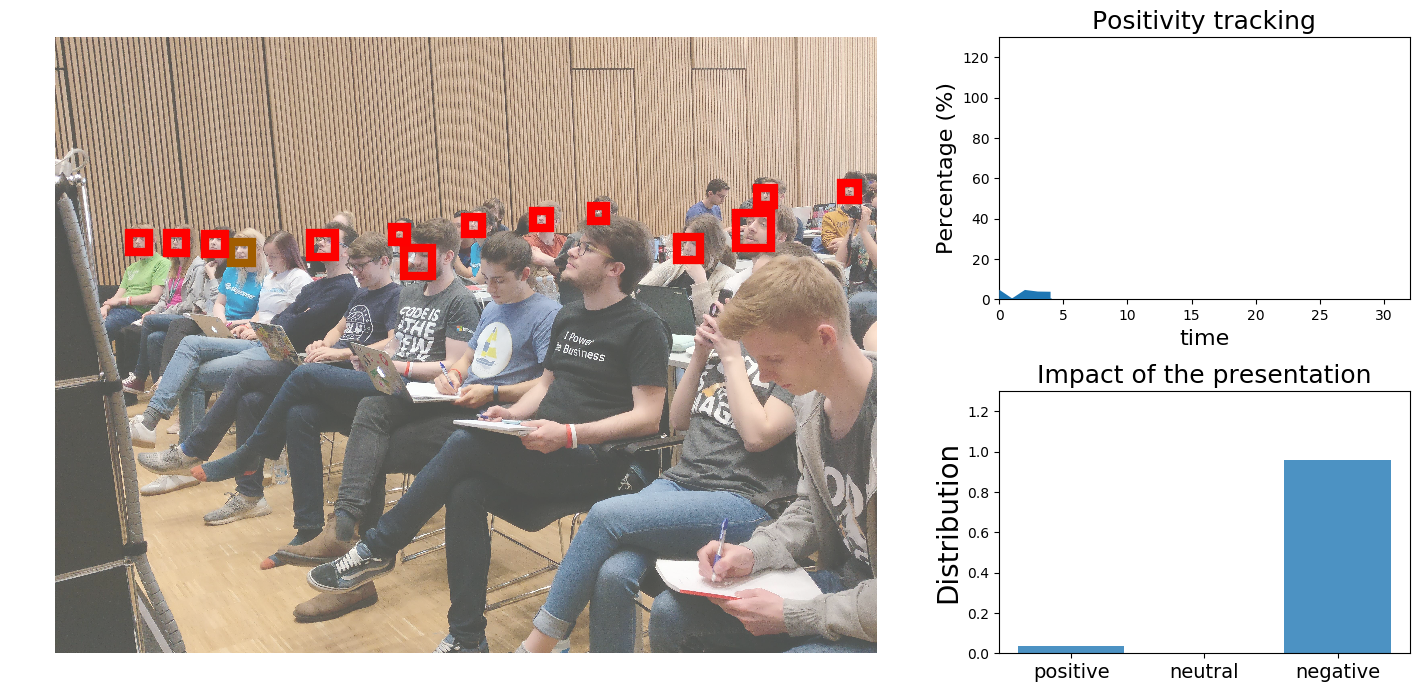 Positivity tracking
120
100
80
60
40
20
0
Percentage (%)
0 5 10 15 20 25 30
time
CODE IS
THE
NEW
I Power
Business
Impact of the presentation
1.2
1.0
0.8
0.6
0.4
0.2
0.0
Distribution
positive neutral negative